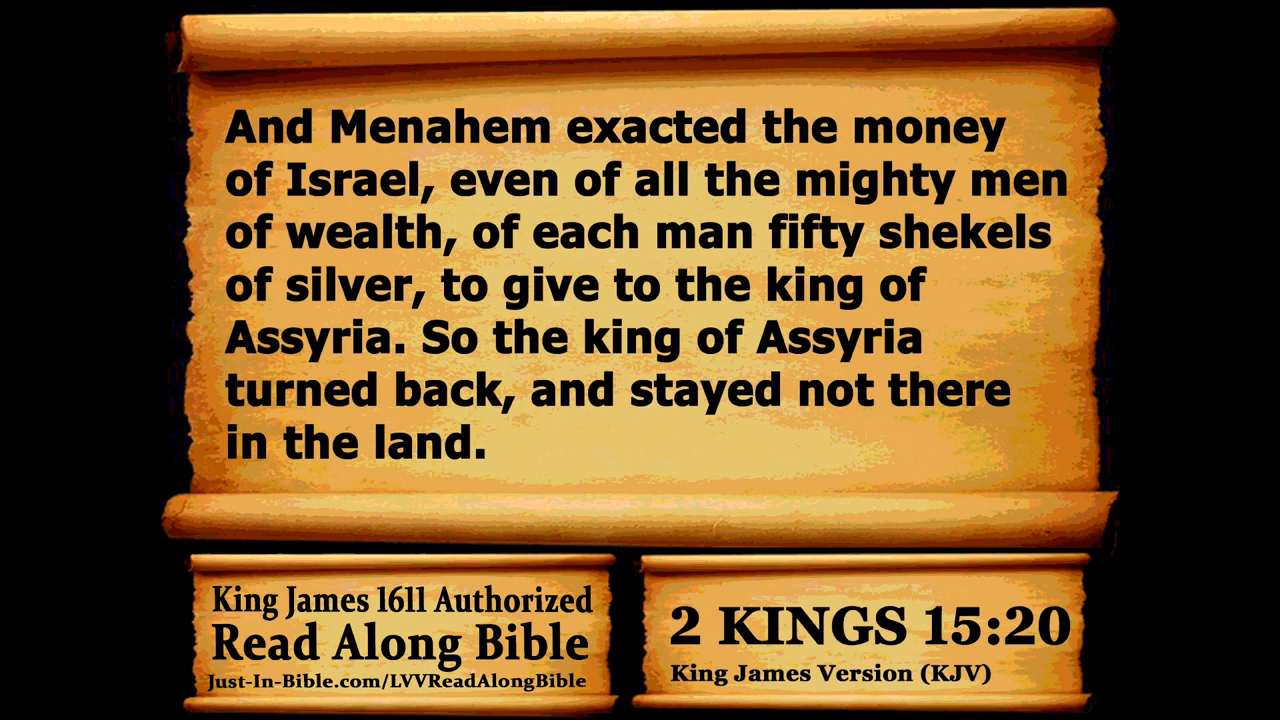 And Menahem exacted the money
of Israel, even of all the mighty men
of wealth, of each man fifty shekels
of silver, to give to the king of
Assyria. So the king of Assyria
turned back, and stayed not there
in the land.
King James 1611 Authorized
Read Along Bible
Just-In-Bible.com/LVVReadAlongBible
2 KINGS 15:20
King James Version (KJV)